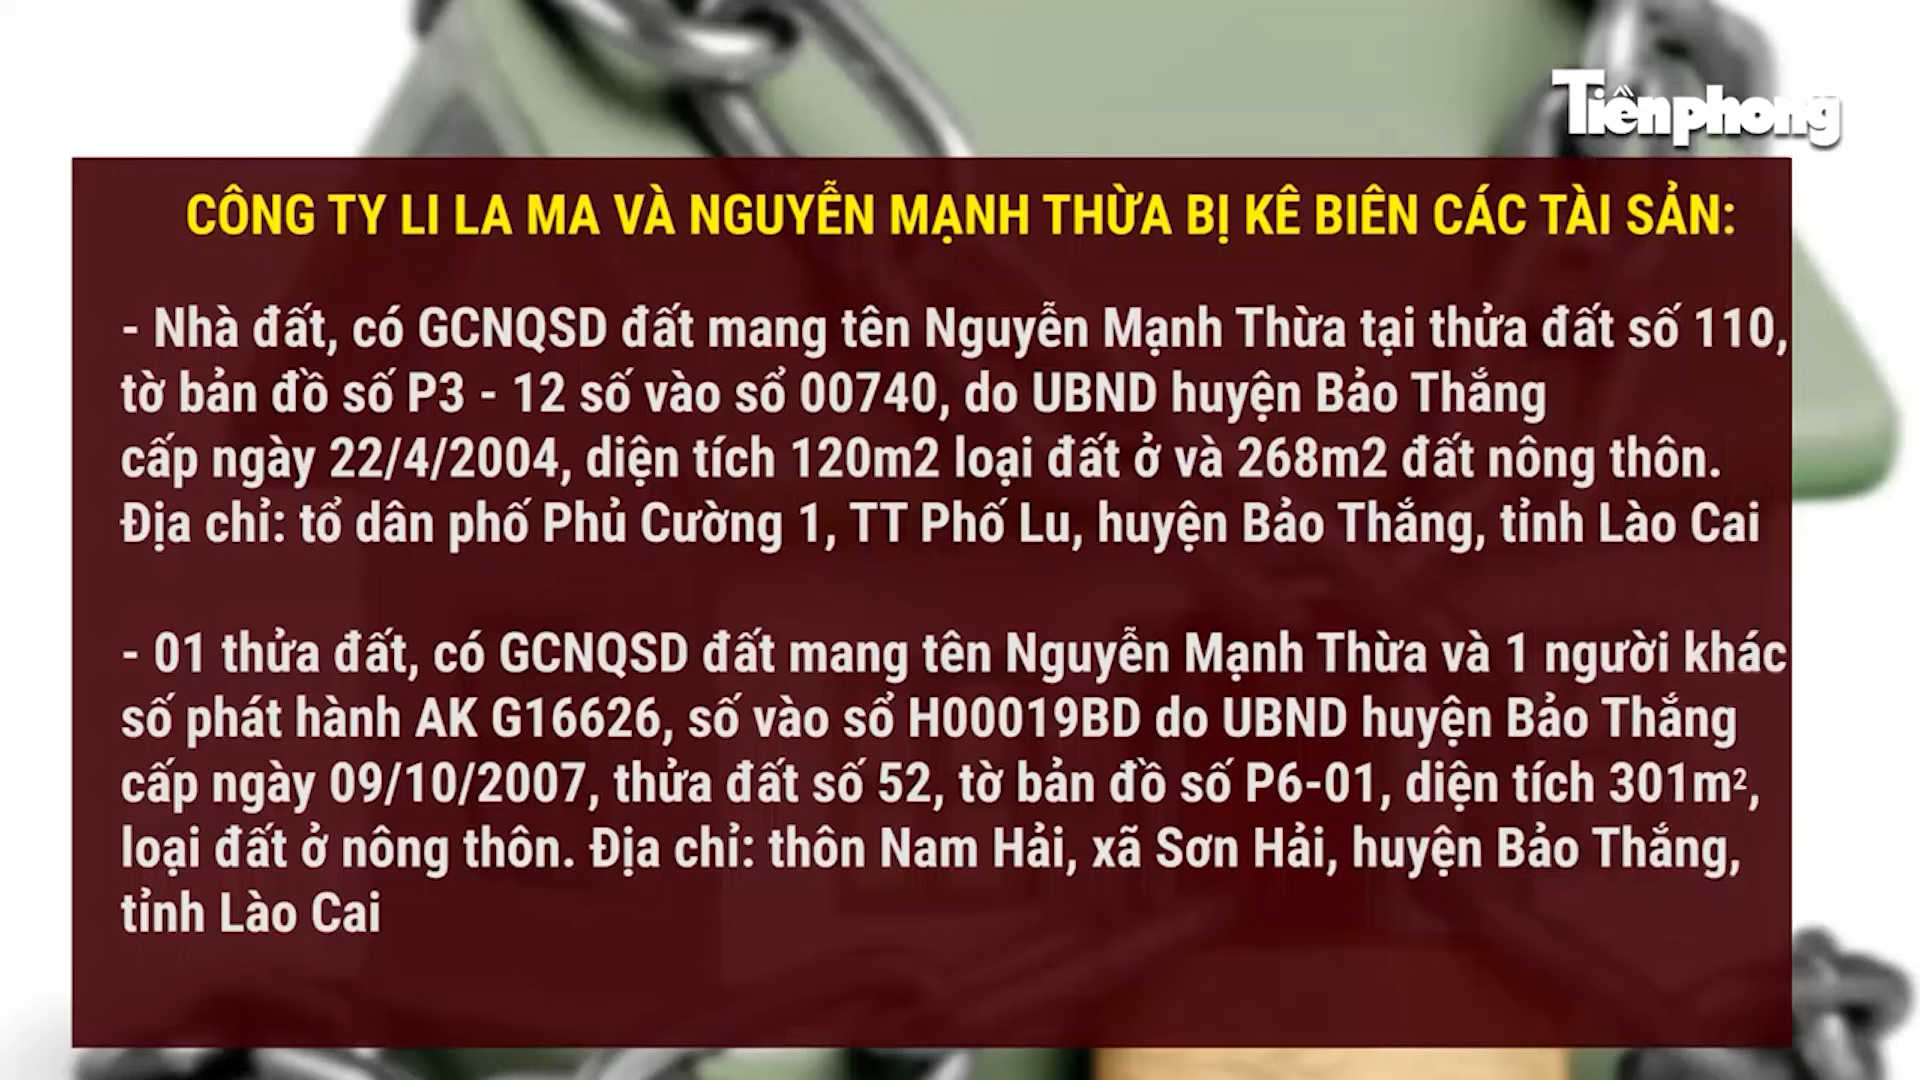 Tiềnphong
CÔNG TY LI LA MA VÀ NGUYỄN MẠNH THỪA BỊ KÊ BIÊN CÁC TÀI SẢN:
- Nhà đất, có GCNQSD đất mang tên Nguyễn Mạnh Thừa tại thửa đất số 110,
tờ bản đồ số P3 - 12 số vào sổ 00740, do UBND huyện Bảo Thắng
cấp ngày 22/4/2004, diện tích 120m2 loại đất ở và 268m2 đất nông thôn.
Địa chỉ: tổ dân phố Phủ Cường 1, TT Phố Lu, huyện Bảo Thắng, tỉnh Lào Cai
- 01 thửa đất, có GCNQSD đất mang tên Nguyễn Mạnh Thừa và 1 người khác
số phát hành AK G16626, số vào sổ H00019BD do UBND huyện Bảo Thắng
cấp ngày 09/10/2007, thửa đất số 52, tờ bản đồ số P6-01, diện tích 301m²,
loại đất ở nông thôn. Địa chỉ: thôn Nam Hải, xã Sơn Hải, huyện Bảo Thắng,
tỉnh Lào Cai